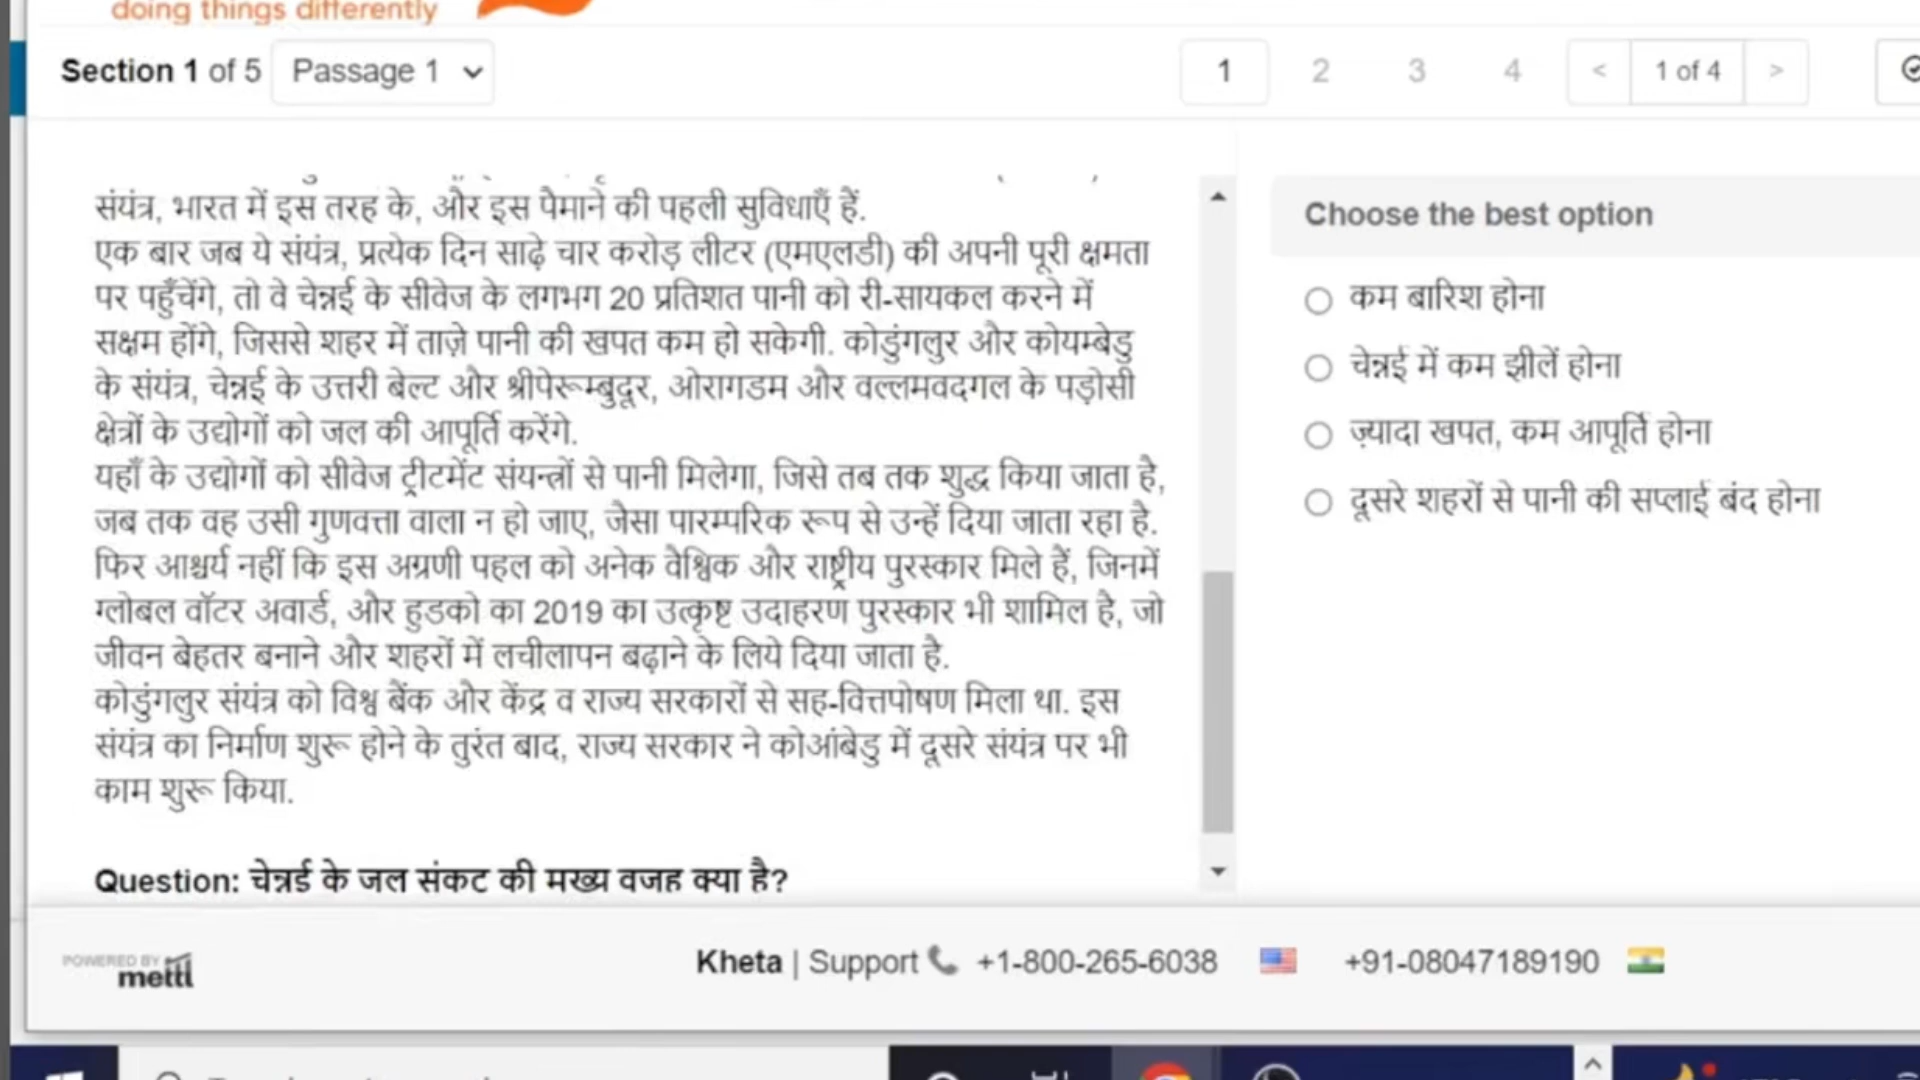 doing things differently
Section 1 of 5 Passage 1
1 2 3 4 < 1 of 4 >
संयंत्र, भारत में इस तरह के, और इस पैमाने की पहली सुविधाएँ हैं.
एक बार जब ये संयंत्र, प्रत्येक दिन साढ़े चार करोड़ लीटर (एमएलडी) की अपनी पूरी क्षमता
पर पहुँचेंगे, तो वे चेन्नई के सीवेज के लगभग 20 प्रतिशत पानी को री-सायकल करने में
सक्षम होंगे, जिससे शहर में ताज़े पानी की खपत कम हो सकेगी. कोडुंगलुर और कोयम्बेडु
के संयंत्र, चेन्नई के उत्तरी बेल्ट और श्रीपेरूम्बुदूर, ओरागडम और वल्लमवदगल के पड़ोसी
क्षेत्रों के उद्योगों को जल की आपूर्ति करेंगे.
यहाँ के उद्योगों को सीवेज ट्रीटमेंट संयन्त्रों से पानी मिलेगा, जिसे तब तक शुद्ध किया जाता है,
जब तक वह उसी गुणवत्ता वाला न हो जाए, जैसा पारम्परिक रूप से उन्हें दिया जाता रहा है.
फिर आश्चर्य नहीं कि इस अग्रणी पहल को अनेक वैश्विक और राष्ट्रीय पुरस्कार मिले हैं, जिनमें
ग्लोबल वॉटर अवार्ड, और हुडको का 2019 का उत्कृष्ट उदाहरण पुरस्कार भी शामिल है, जो
जीवन बेहतर बनाने और शहरों में लचीलापन बढ़ाने के लिये दिया जाता है.
कोडुंगलुर संयंत्र को विश्व बैंक और केंद्र व राज्य सरकारों से सह-वित्तपोषण मिला था. इस
संयंत्र का निर्माण शुरू होने के तुरंत बाद, राज्य सरकार ने कोआंबेडु में दूसरे संयंत्र पर भी
काम शुरू किया.
Question: चेन्नई के जल संकट की मुख्य वजह क्या है?
Choose the best option
कम बारिश होना
चेन्नई में कम झीलें होना
ज़्यादा खपत, कम आपूर्ति होना
दूसरे शहरों से पानी की सप्लाई बंद होना
POWERED BY
mettl
Kheta | Support +1-800-265-6038 +91-08047189190